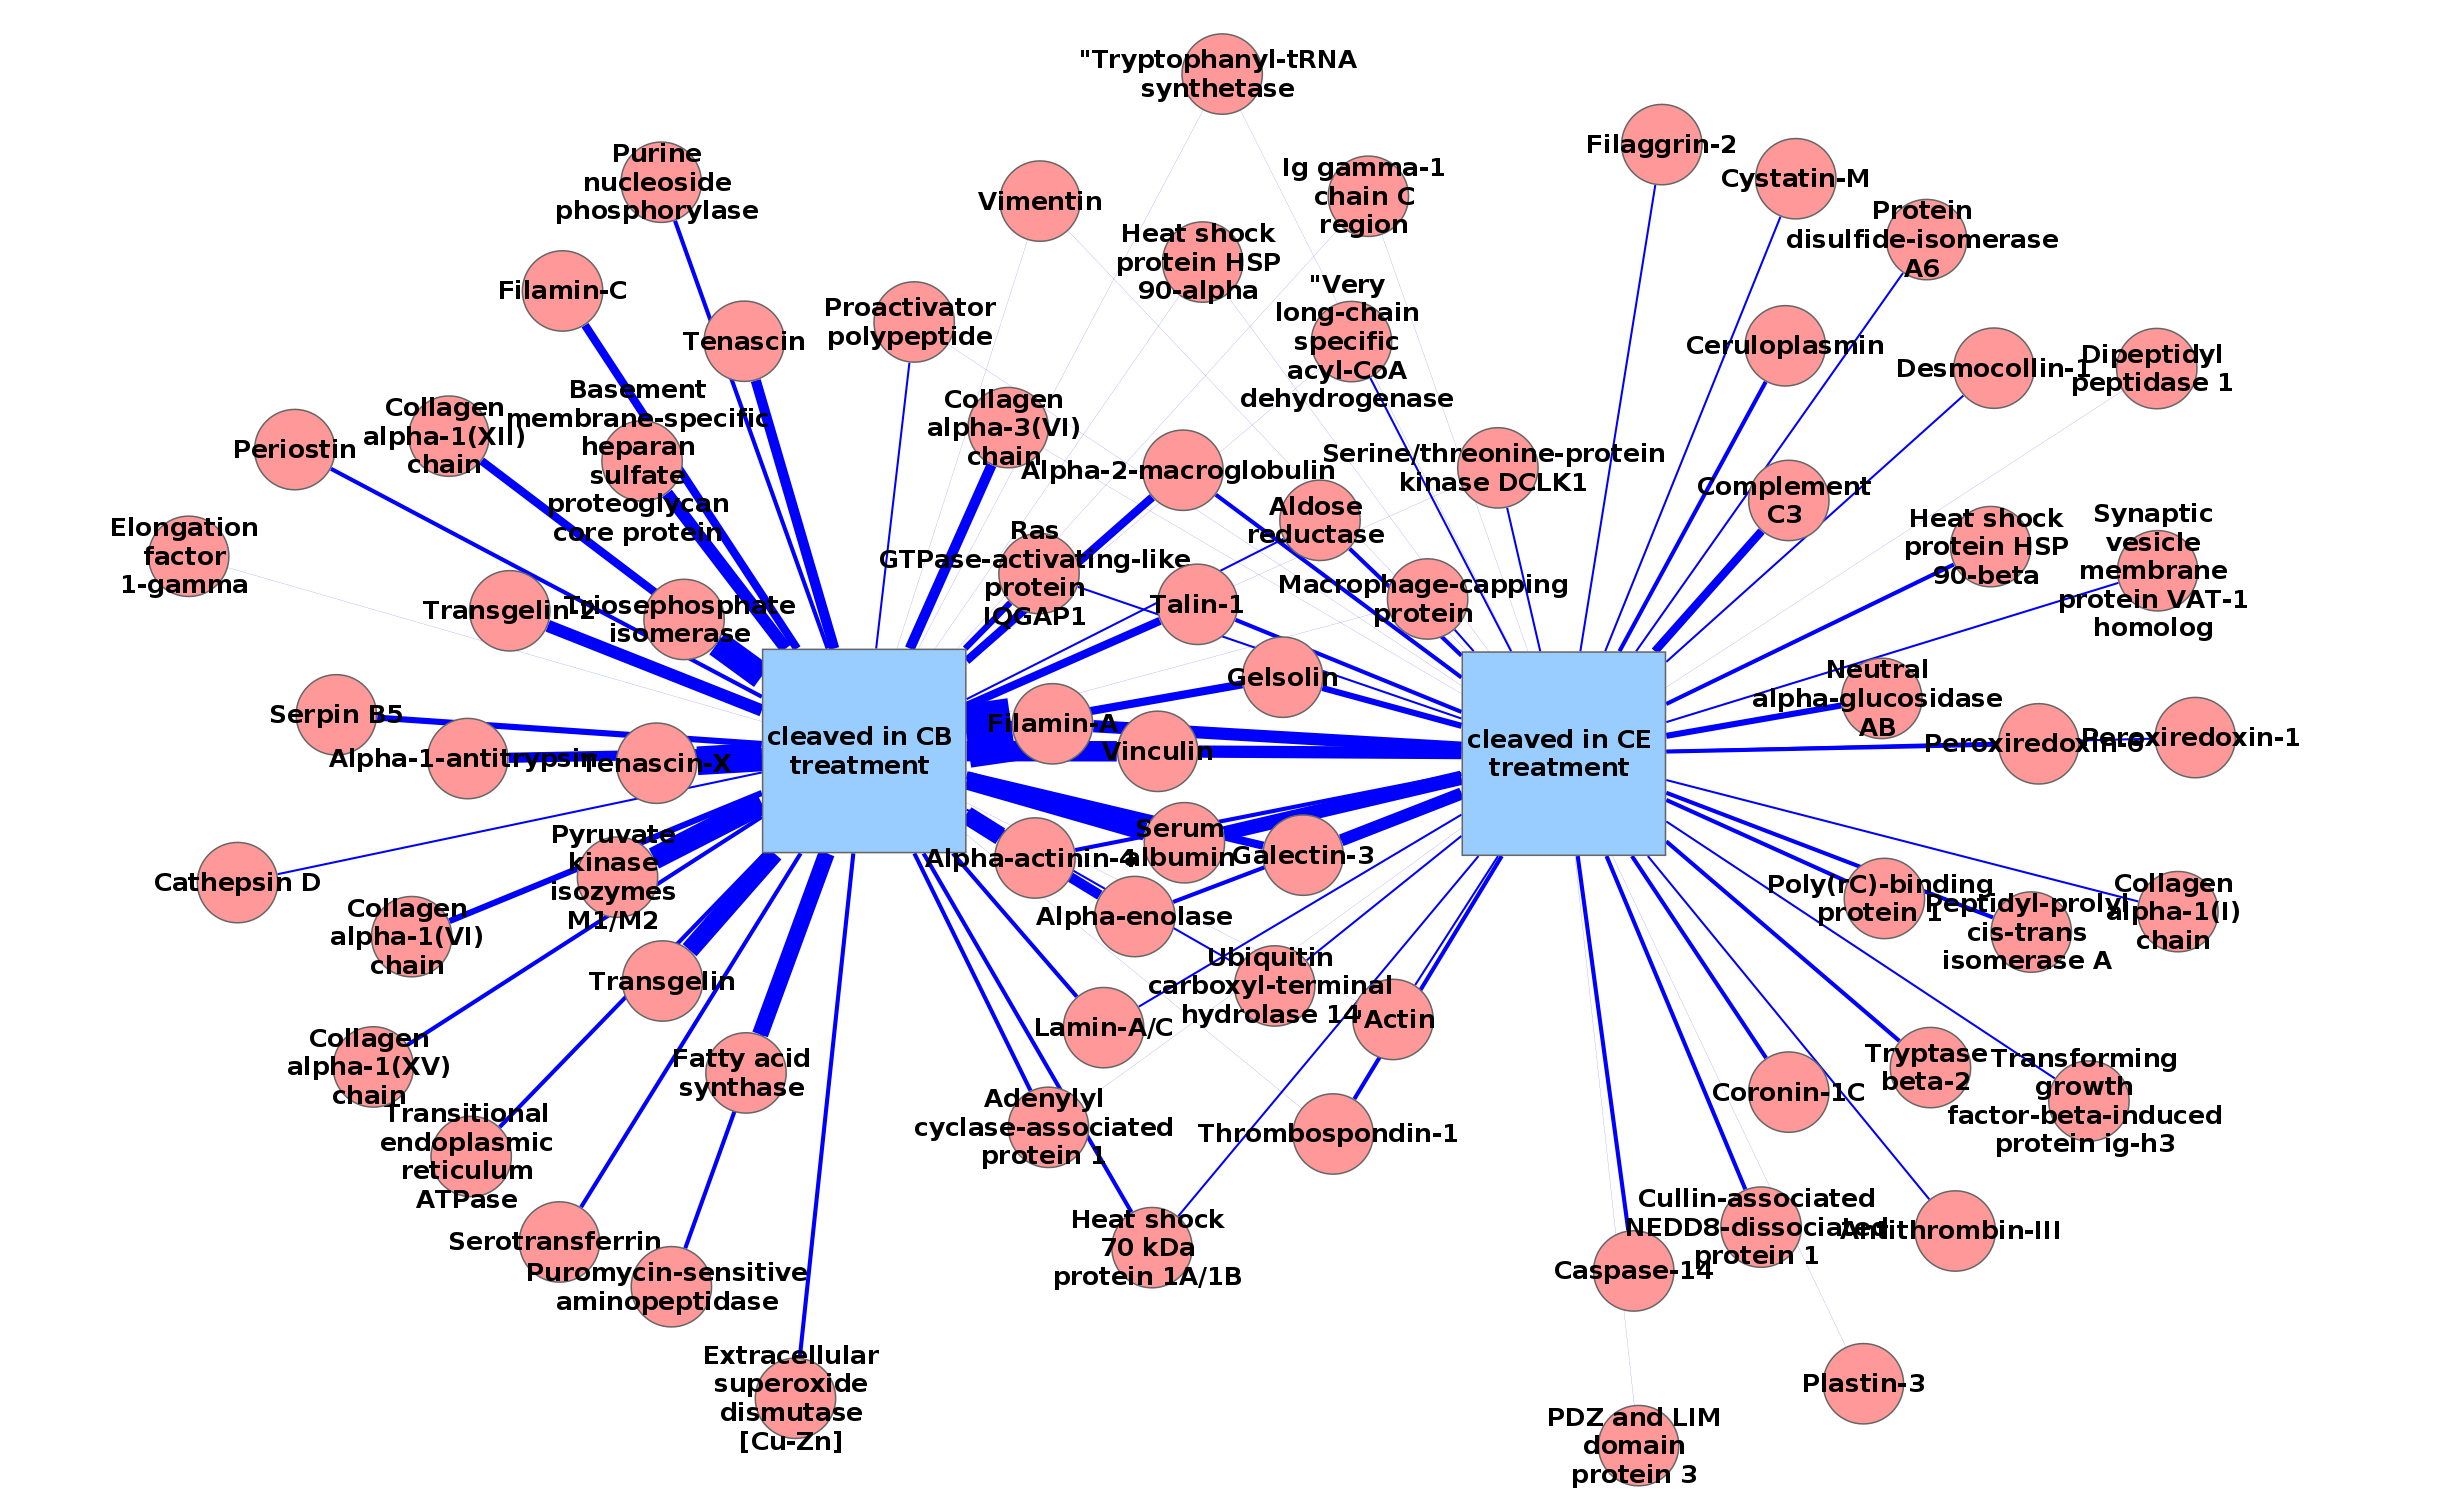 "Tryptophanyl-tRNA
synthetase
Filaggrin-2
Purine
nucleoside
phosphorylase
Vimentin
Ig gamma-1
chain C
region
Cystatin-M
Protein
disulfide-isomerase
A6
Heat shock
protein HSP
90-alpha
Filamin-C
Tenascin
Proactivator
polypeptide
"Very
long-chain
specific
acyl-CoA
dehydrogenase
Ceruloplasmin
Desmocollin-1
Dipeptidyl
peptidase 1
Periostin
Collagen
alpha-1(XII)
chain
Basement
membrane-specific
heparan
sulfate
proteoglycan
core protein
Collagen
alpha-3(VI)
chain
Alpha-2-macroglobulin
Serine/threonine-protein
kinase DCLK1
Complement
C3
Aldose
reductase
Elongation
factor
1-gamma
Transgelin-2
Triosephosphate
isomerase
Ras
GTPase-activating-like
protein
IQGAP1
Talin-1
Macrophage-capping
protein
Heat shock
protein HSP
90-beta
Synaptic
vesicle
membrane
protein VAT-1
homolog
Serpin B5
Alpha-1-antitrypsin
Tenascin-X
cleaved in CB
treatment
Filamin-A
Vinculin
Gelsolin
cleaved in CE
treatment
Neutral
alpha-glucosidase
AB
Peroxiredoxin-6
Peroxiredoxin-1
Cathepsin D
Pyruvate
kinase
isozymes
M1/M2
Collagen
alpha-1(VI)
chain
Alpha-actinin-4
Serum
albumin
Galectin-3
Alpha-enolase
Poly(rC)-binding
protein 1
Peptidyl-prolyl
cis-trans
isomerase A
Collagen
alpha-1(I)
chain
Transgelin
Lamin-A/C
Ubiquitin
carboxyl-terminal
hydrolase 14
"Actin
Collagen
alpha-1(XV)
chain
Transitional
endoplasmic
reticulum
ATPase
Fatty acid
synthase
Adenylyl
cyclase-associated
protein 1
Thrombospondin-1
Coronin-1C
Tryptase
beta-2
Transforming
growth
factor-beta-induced
protein ig-h3
Serotransferrin
Puromycin-sensitive
aminopeptidase
Heat shock
70 kDa
protein 1A/1B
Caspase-14
Cullin-associated
NEDD8-dissociated
protein 1
Antithrombin-III
Extracellular
superoxide
dismutase
[Cu-Zn]
Plastin-3
PDZ and LIM
domain
protein 3